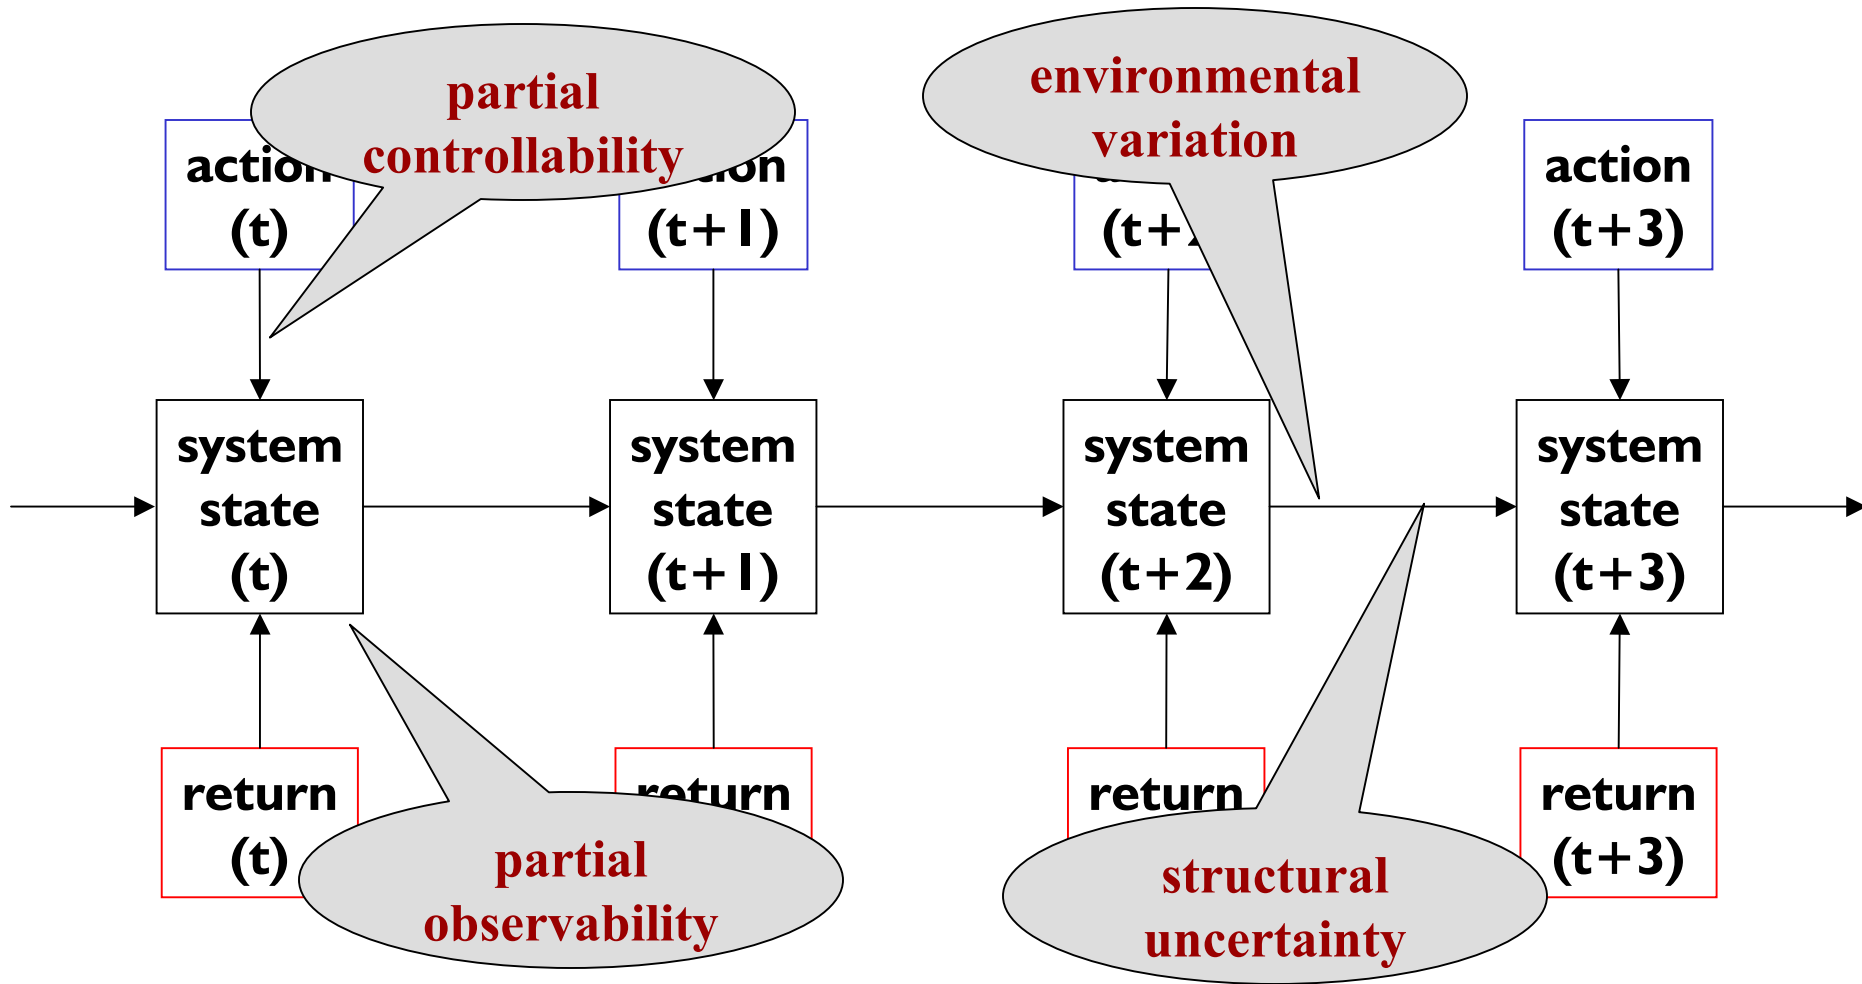 partial
controllability
environmental
variation
action
(t)
(t+1)
action
(t+3)
system
state
(t)
system
state
(t+1)
system
state
(t+2)
system
state
(t+3)
return
(t)
return
return
return
(t+3)
partial
observability
structural
uncertainty